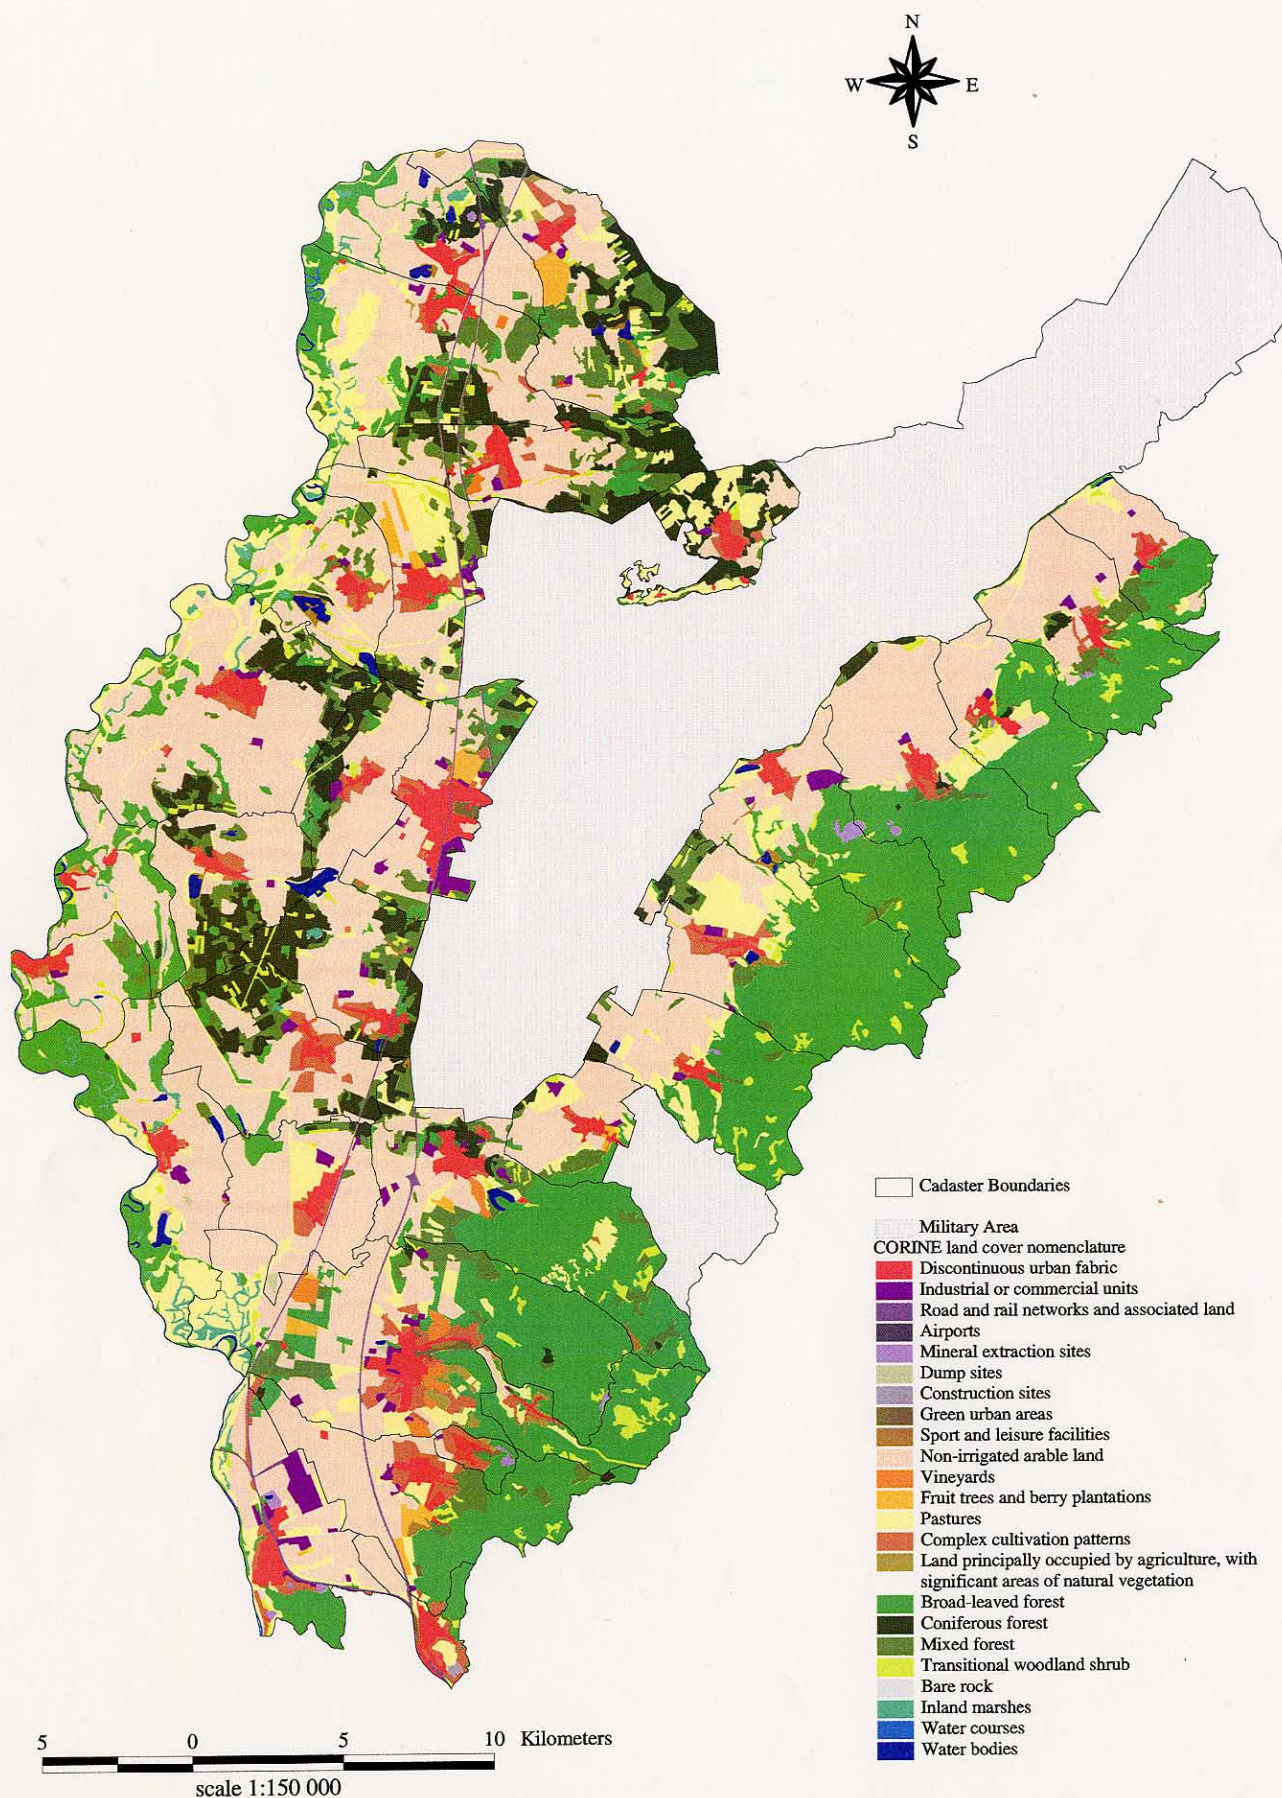 N
W E
S
Cadaster Boundaries
Military Area
CORINE land cover nomenclature
Discontinuous urban fabric
Industrial or commercial units
Road and rail networks and associated land
Airports
Mineral extraction sites
Dump sites
Construction sites
Green urban areas
Sport and leisure facilities
Non-irrigated arable land
Vineyards
Fruit trees and berry plantations
Pastures
Complex cultivation patterns
Land principally occupied by agriculture, with
significant areas of natural vegetation
Broad-leaved forest
Coniferous forest
Mixed forest
Transitional woodland shrub
Bare rock
Inland marshes
Water courses
Water bodies
5 0 5 10 Kilometers
scale 1:150 000